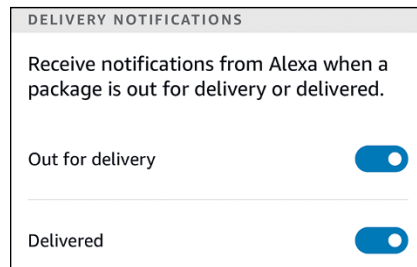 DELIVERY NOTIFICATIONS
Receive notifications from Alexa when a
package is out for delivery or delivered.
Out for delivery
Delivered